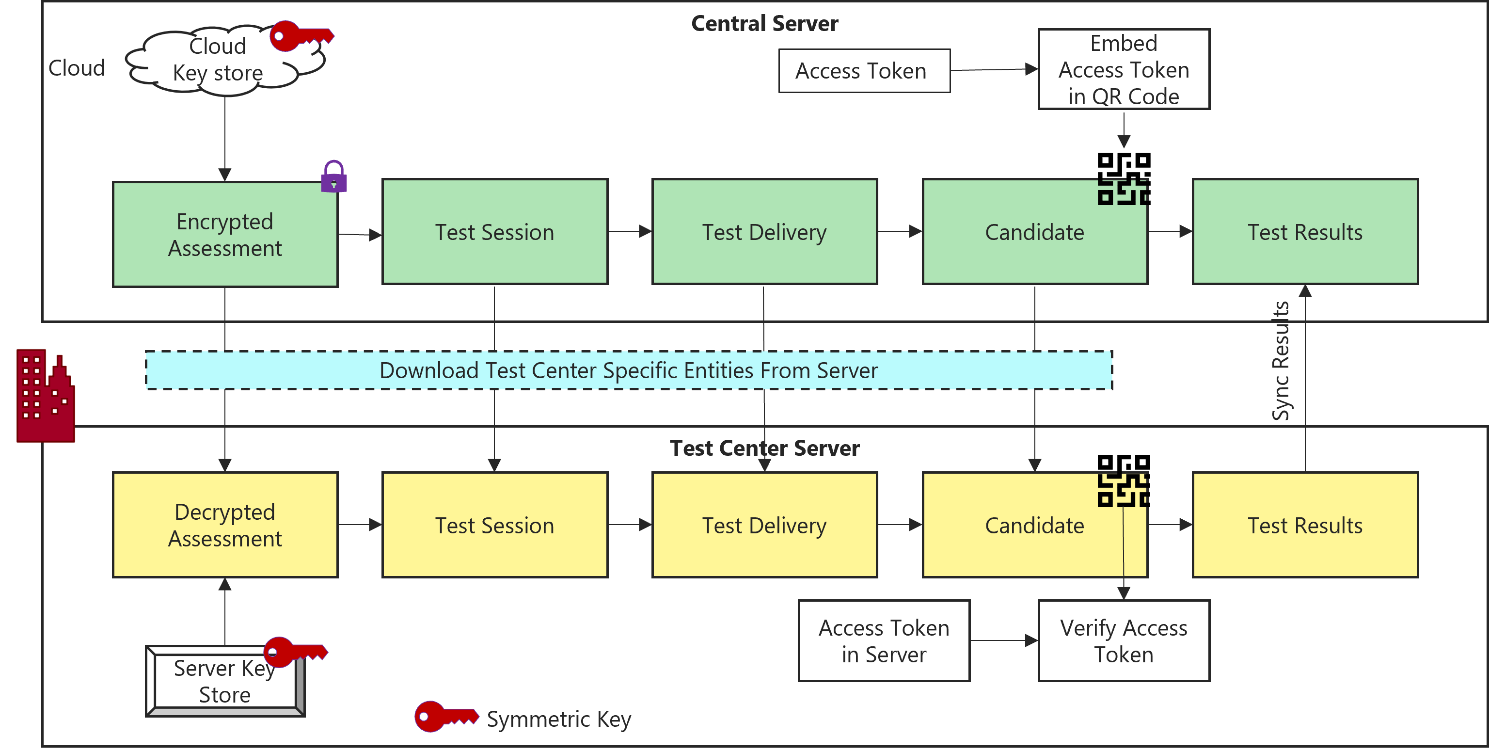 Central Server
Cloud
Cloud
Key store
Access Token
Embed
Access Token
in QR Code
Encrypted
Assessment
Test Session
Test Delivery
Candidate
Test Results
Download Test Center Specific Entities From Server
Sync Results
Test Center Server
Decrypted
Assessment
Test Session
Test Delivery
Candidate
Test Results
Server Key
Store
Access Token
in Server
Verify Access
Token
Symmetric Key